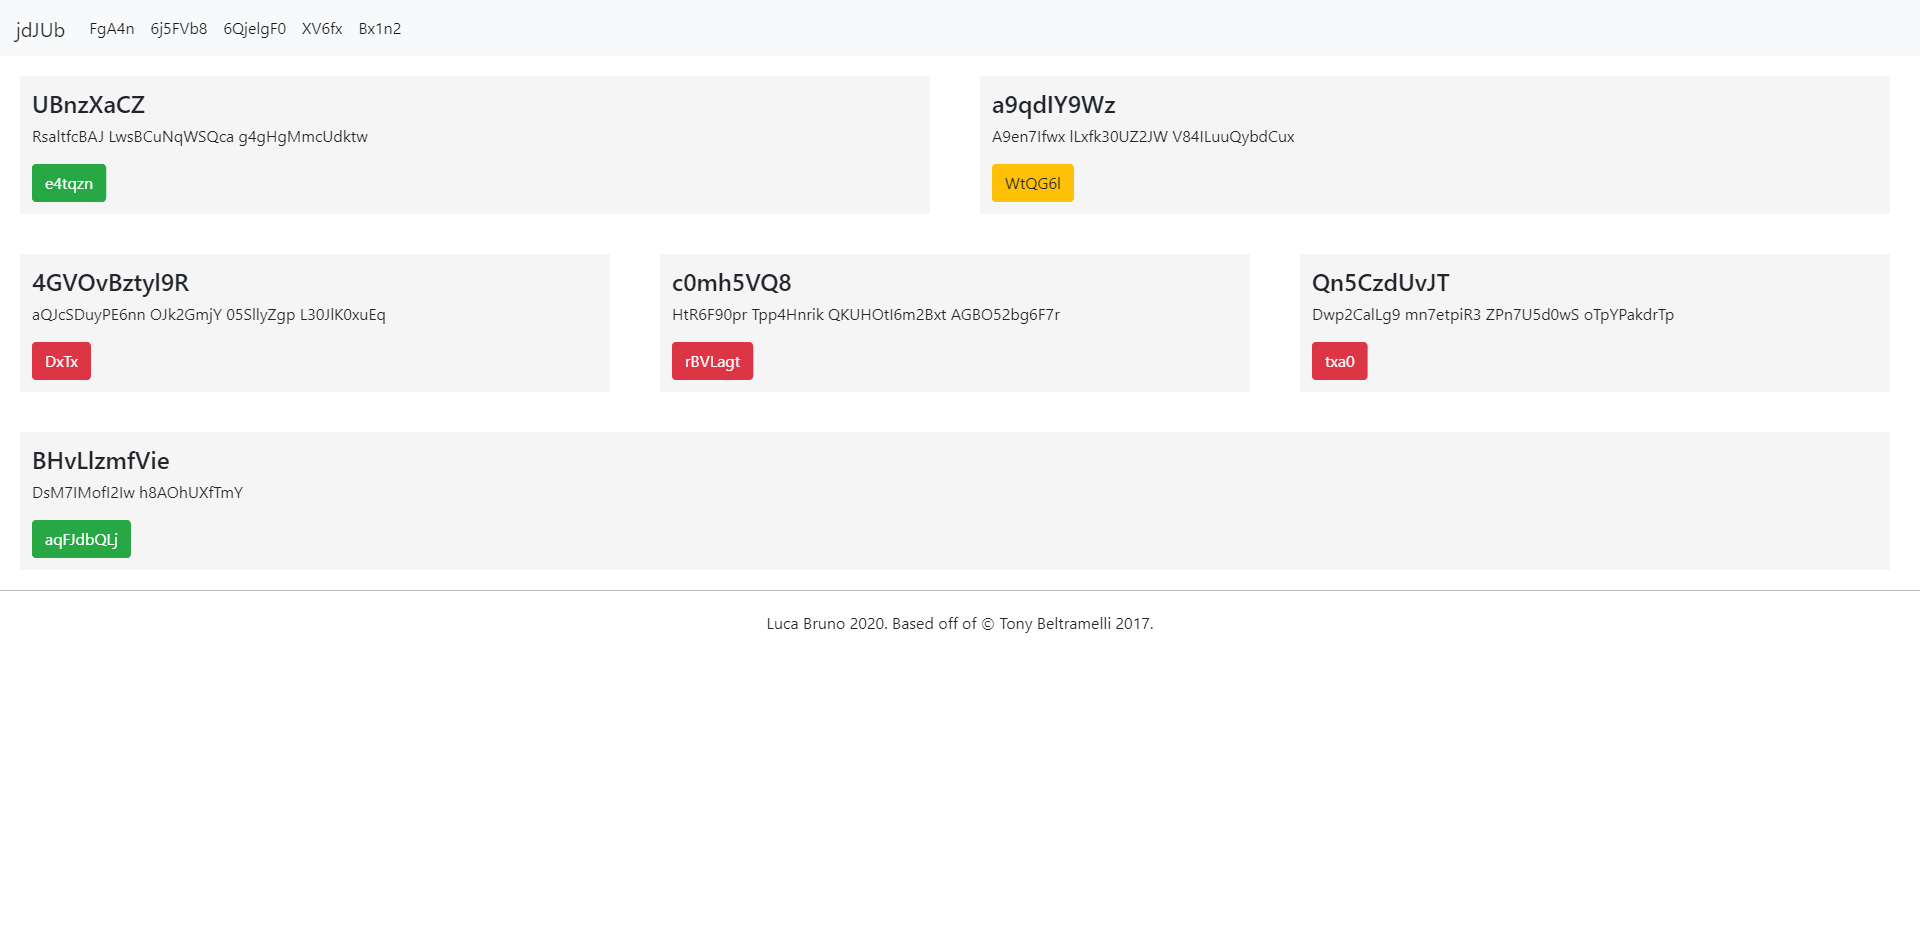 jdJUb FgA4n 6j5FVb8 6QjelgF0 XV6fx Bx1n2
UBnzXaCZ
RsaltfcBAJ LwsBCuNqWSQca g4gHgMmcUdktw
e4tqzn
a9qdIY9Wz
A9en7Ifwx lLxfk30UZ2JW V84ILuuQybdCux
WtQG6l
4GVOvBztyl9R
aQJcSDuyPE6nn OJk2GmjY 05SllyZgp L30JlK0xuEq
DxTx
c0mh5VQ8
HtR6F90pr Tpp4Hnrik QKUHOtI6m2Bxt AGBO52bg6F7r
rBVLagt
Qn5CzdUvJT
Dwp2CalLg9 mn7etpiR3 ZPn7U5d0wS oTpYPakdrTp
txa0
BHvLlzmfVie
DsM7IMofI2Iw h8AOhUXfTmY
aqFJdbQLj
Luca Bruno 2020. Based off of © Tony Beltramelli 2017.